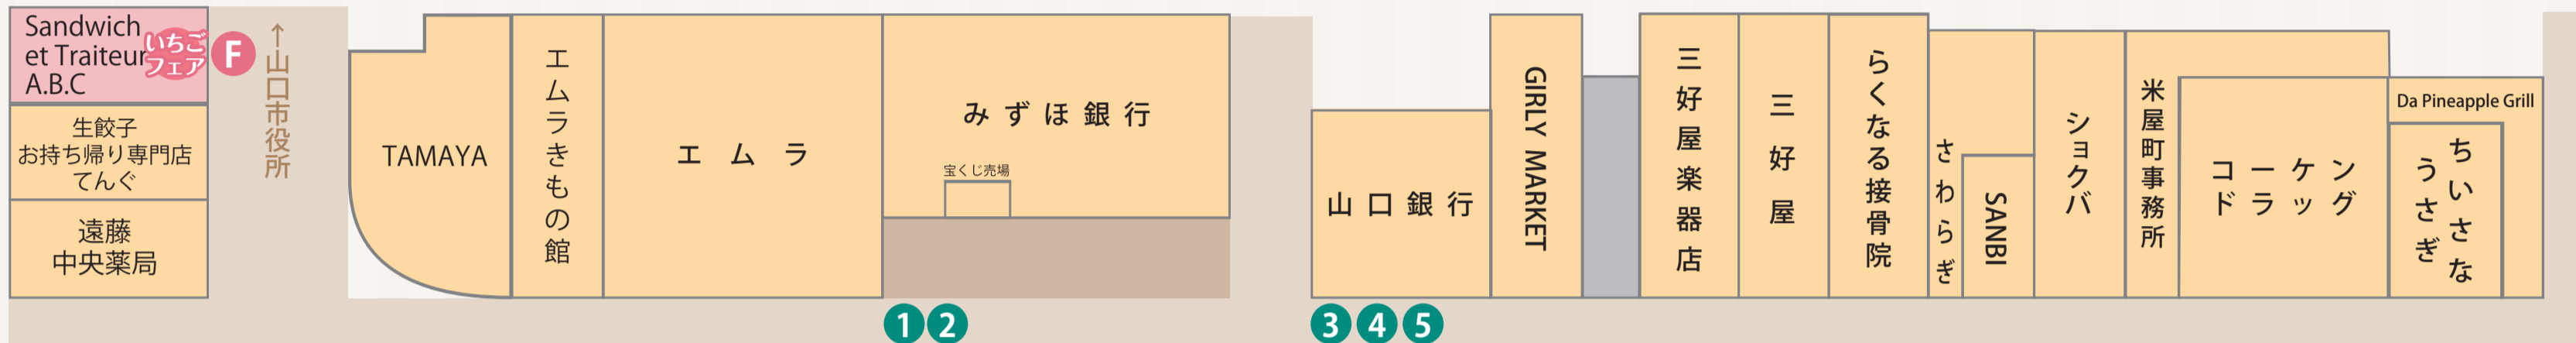 Sandwich
et Traiteur
A.B.C
いちご
フェア
F
↑山口市役所
生餃子
お持ち帰り専門店
てんぐ
遠藤
中央薬局
TAMAYA
エムラきもの館
エムラ
みずほ銀行
宝くじ売場
1 2
山口銀行
3 4 5
GIRLY MARKET
三好屋楽器店
三好屋
らくなる接骨院
さわらぎ
SANBI
ショクバ
米屋町事務所
コーケン
ドラッグ
Da Pineapple Grill
ちいさな
うさぎ